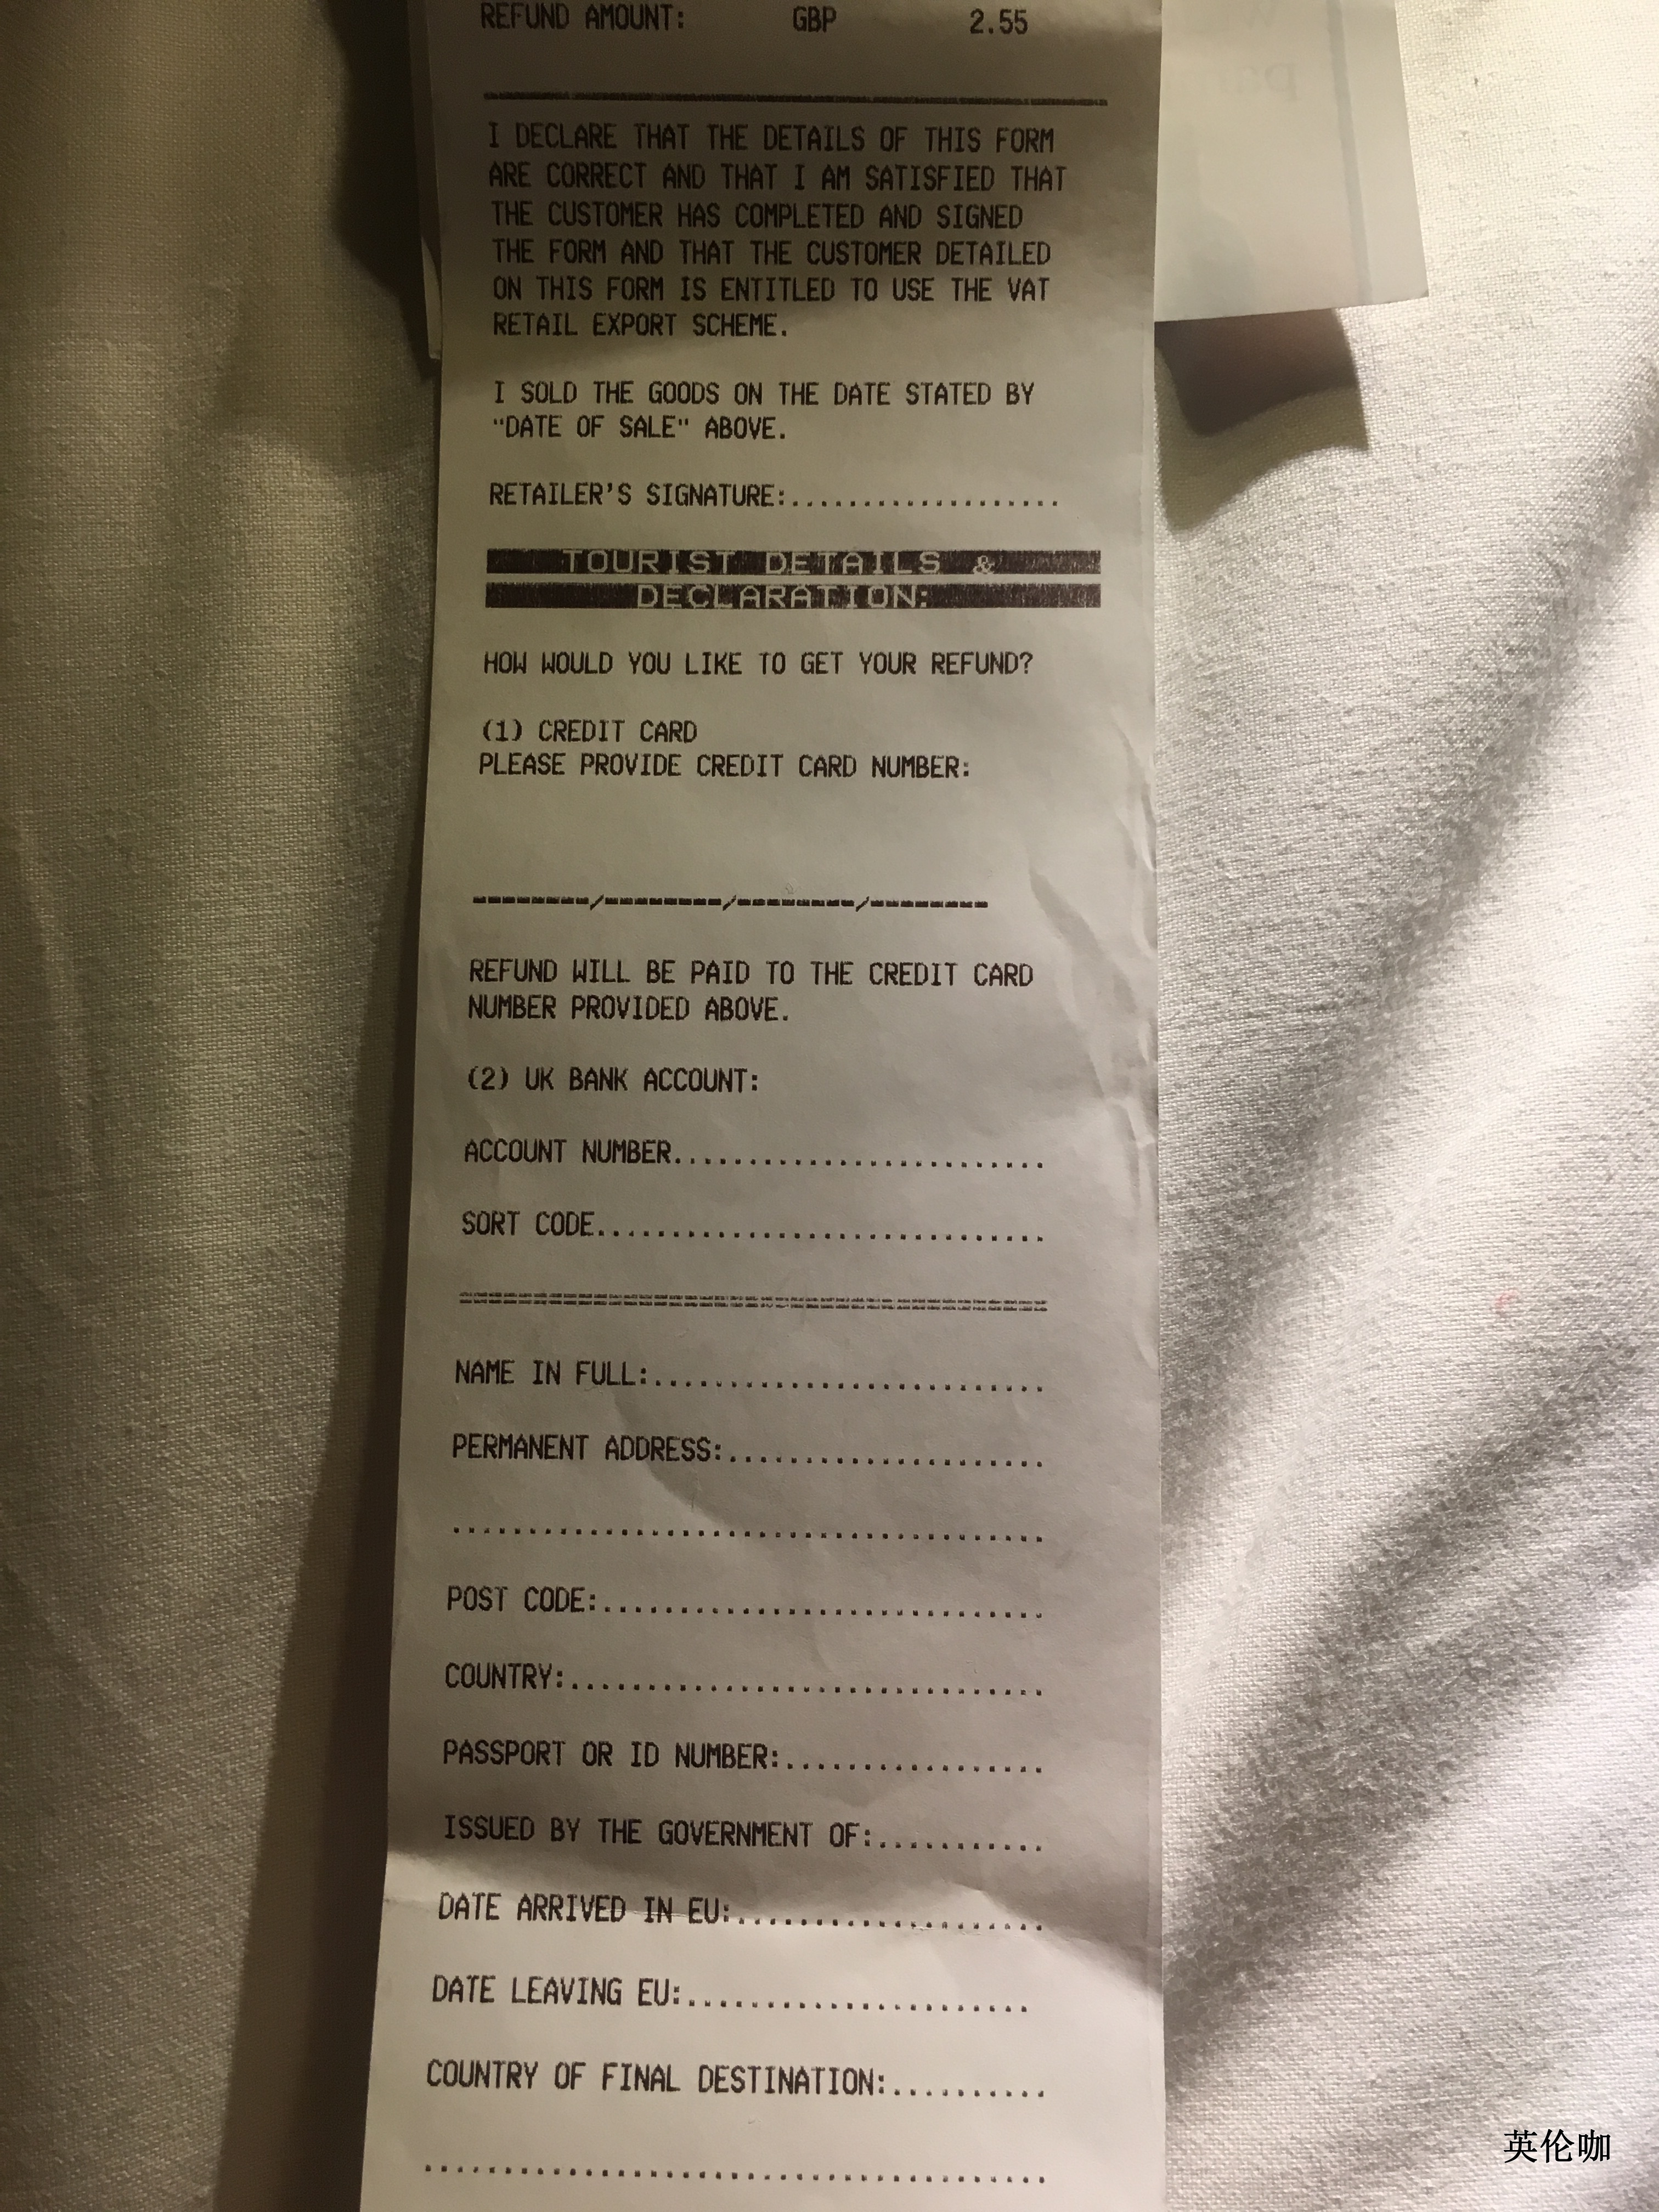 REFUND AMOUNT: GBP 2.55
I DECLARE THAT THE DETAILS OF THIS FORM
ARE CORRECT AND THAT I AM SATISFIED THAT
THE CUSTOMER HAS COMPLETED AND SIGNED
THE FORM AND THAT THE CUSTOMER DETAILED
ON THIS FORM IS ENTITLED TO USE THE VAT
RETAIL EXPORT SCHEME.
I SOLD THE GOODS ON THE DATE STATED BY
"DATE OF SALE" ABOVE.
RETAILER'S SIGNATURE:...................
TOURIST DETAILS &
DECLARATION:
HOW WOULD YOU LIKE TO GET YOUR REFUND?
(1) CREDIT CARD
PLEASE PROVIDE CREDIT CARD NUMBER:
--------/--------/--------/--------
REFUND WILL BE PAID TO THE CREDIT CARD
NUMBER PROVIDED ABOVE.
(2) UK BANK ACCOUNT:
ACCOUNT NUMBER.........................
SORT CODE..............................
=======================================
NAME IN FULL:..........................
PERMANENT ADDRESS:.....................
.......................................
POST CODE:.............................
COUNTRY:...............................
PASSPORT OR ID NUMBER:.................
ISSUED BY THE GOVERNMENT OF:...........
DATE ARRIVED IN EU:....................
DATE LEAVING EU:.......................
COUNTRY OF FINAL DESTINATION:..........
.......................................
英伦咖